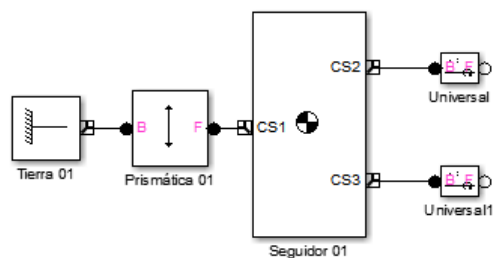 CS2
B F
Universal
B F
CS1
Tierra 01
Prismática 01
CS3
B F
Universal1
Seguidor 01